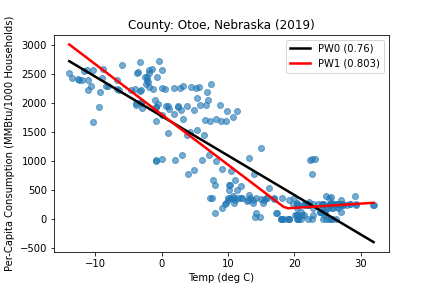 County: Otoe, Nebraska (2019)
PW0 (0.76)
PW1 (0.803)
Per-Capita Consumption (MMBtu/1000 Households)
3000
2500
2000
1500
1000
500
0
−500
−10
0
10
20
30
Temp (deg C)